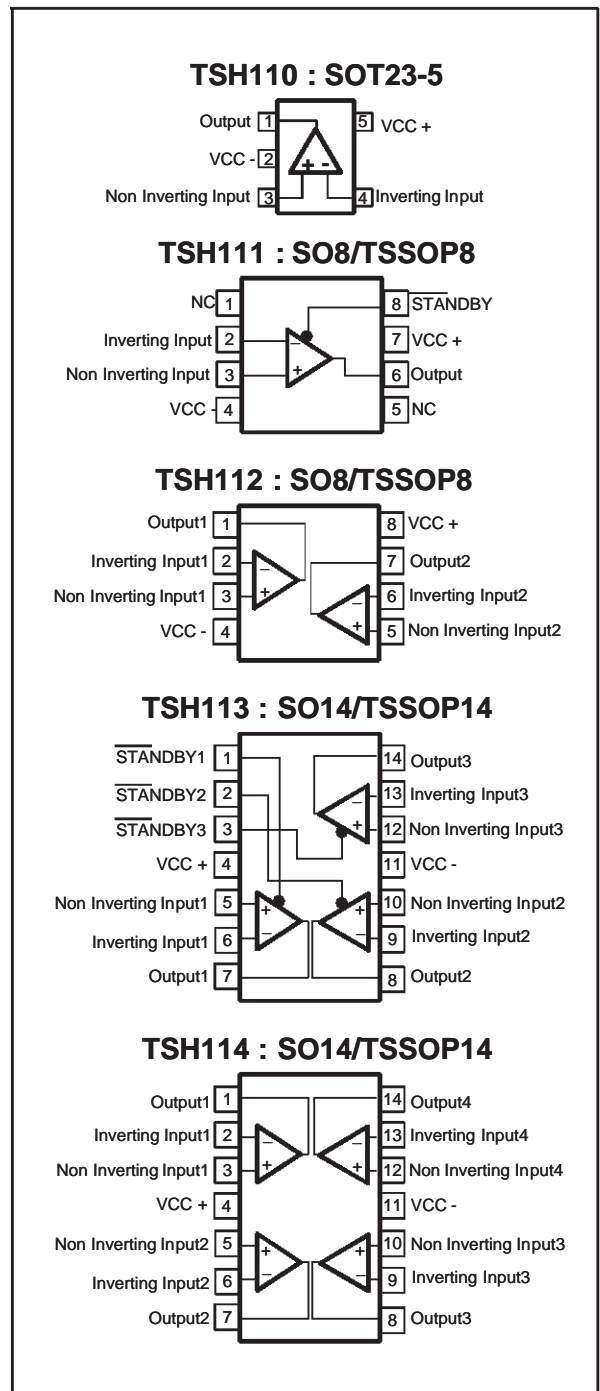 TSH110 : SOT23-5
Output 1 5 VCC +
VCC - 2
Non Inverting Input 3 4 Inverting Input
+ -
TSH111 : SO8/TSSOP8
NC 1 8 STANDBY
Inverting Input 2 7 VCC +
Non Inverting Input 3 6 Output
VCC - 4 5 NC
–
+
TSH112 : SO8/TSSOP8
Output1 1 8 VCC +
Inverting Input1 2 7 Output2
Non Inverting Input1 3 6 Inverting Input2
VCC - 4 5 Non Inverting Input2
– –
+ +
TSH113 : SO14/TSSOP14
STANDBY1 1 14 Output3
STANDBY2 2 13 Inverting Input3
STANDBY3 3 12 Non Inverting Input3
VCC + 4 11 VCC -
Non Inverting Input1 5 10 Non Inverting Input2
Inverting Input1 6 9 Inverting Input2
Output1 7 8 Output2
–
+
+ +
– –
TSH114 : SO14/TSSOP14
Output1 1 14 Output4
Inverting Input1 2 13 Inverting Input4
Non Inverting Input1 3 12 Non Inverting Input4
VCC + 4 11 VCC -
Non Inverting Input2 5 10 Non Inverting Input3
Inverting Input2 6 9 Inverting Input3
Output2 7 8 Output3
– –
+ +
+ +
– –